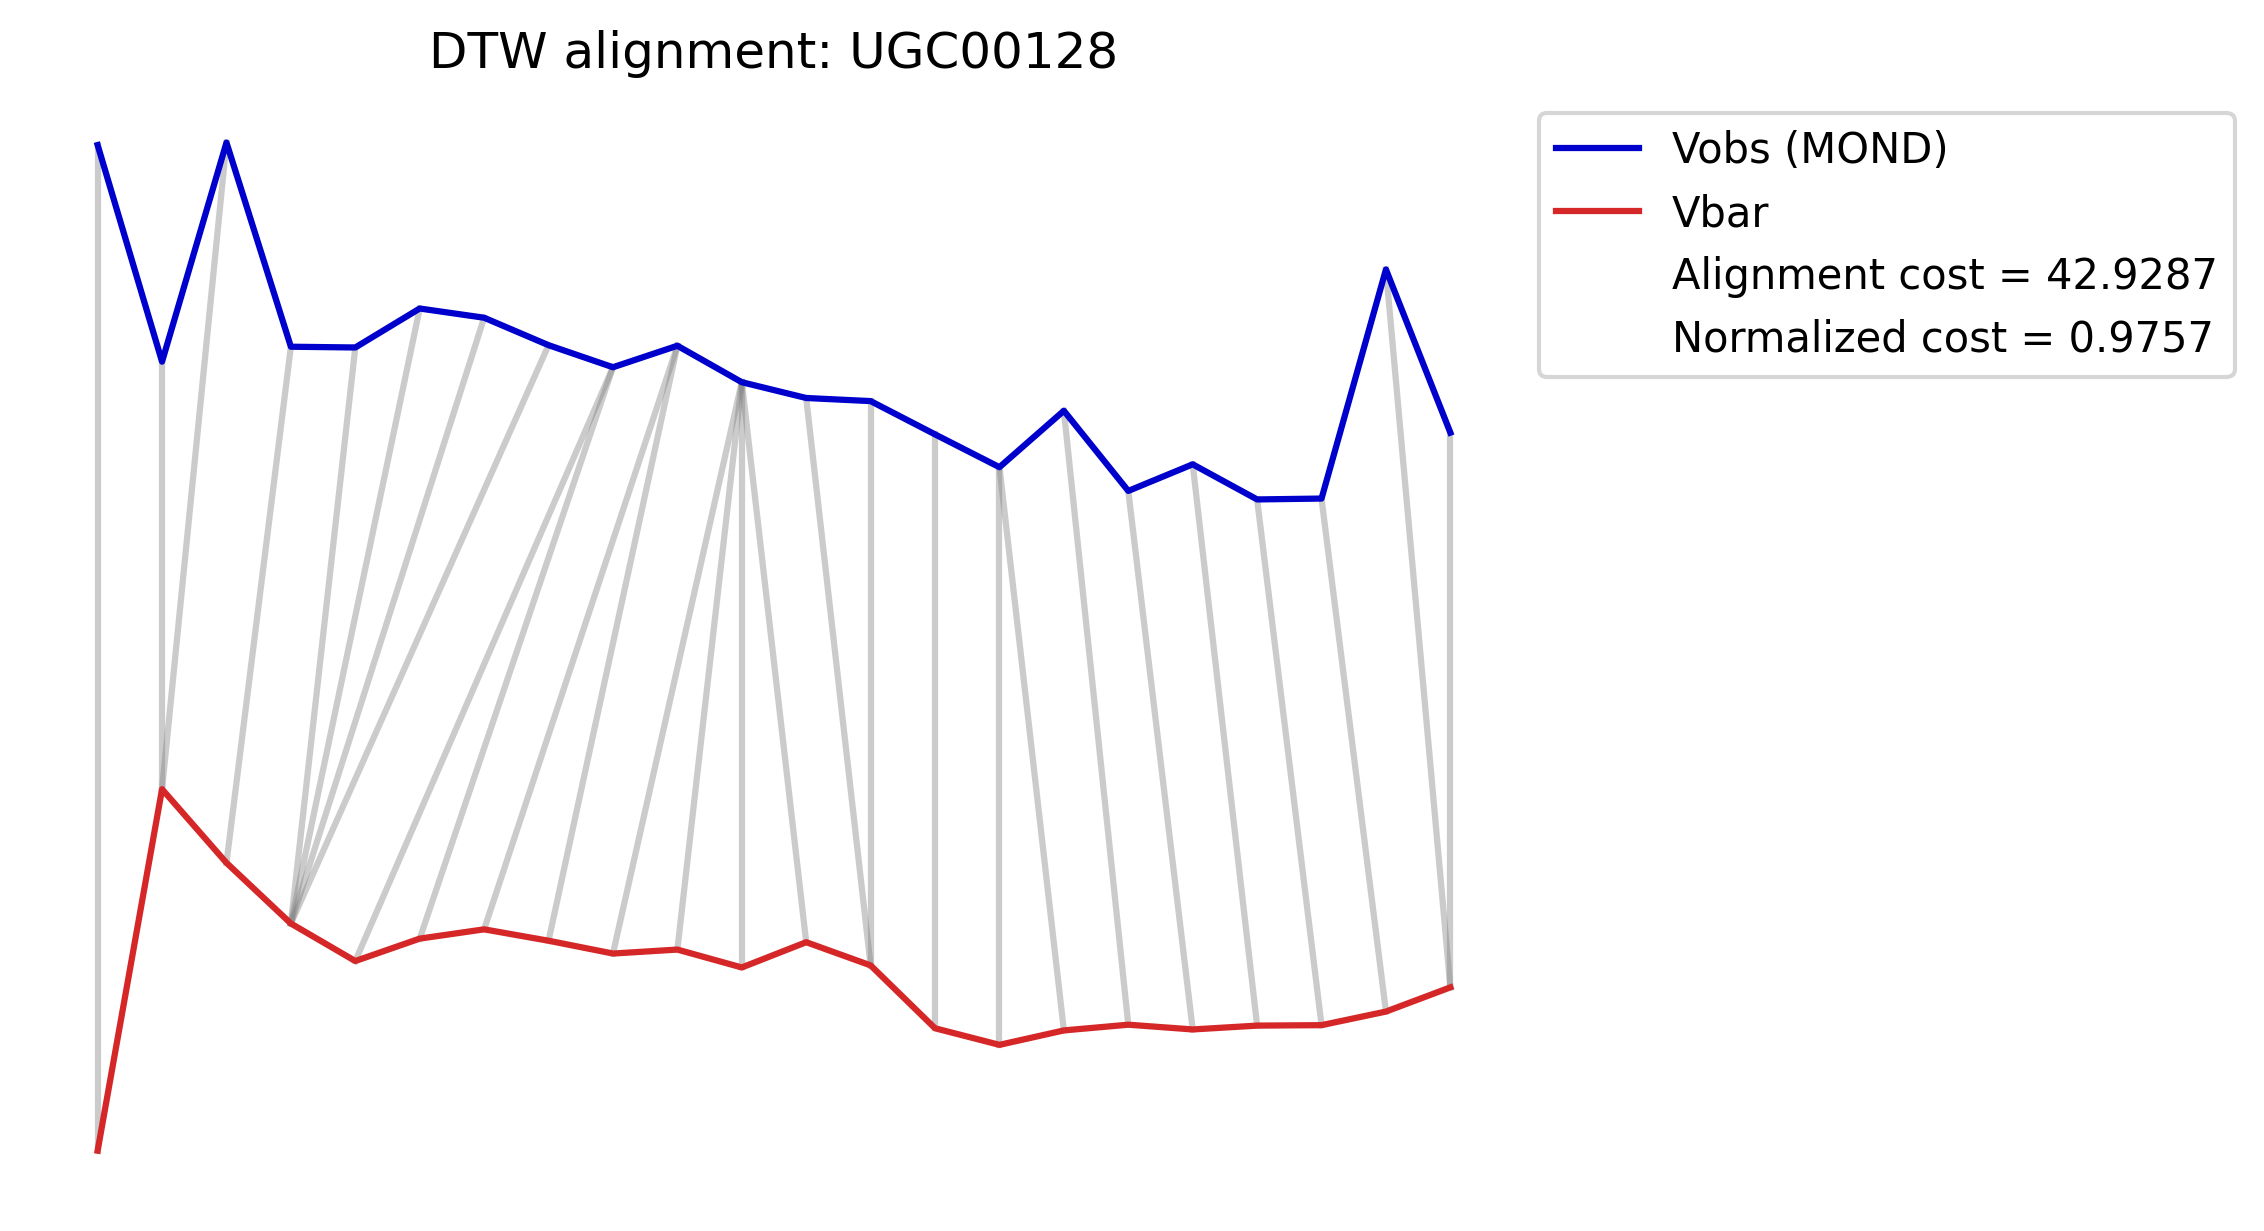 DTW alignment: UGC00128
Vobs (MOND)
Vbar
Alignment cost = 42.9287
Normalized cost = 0.9757